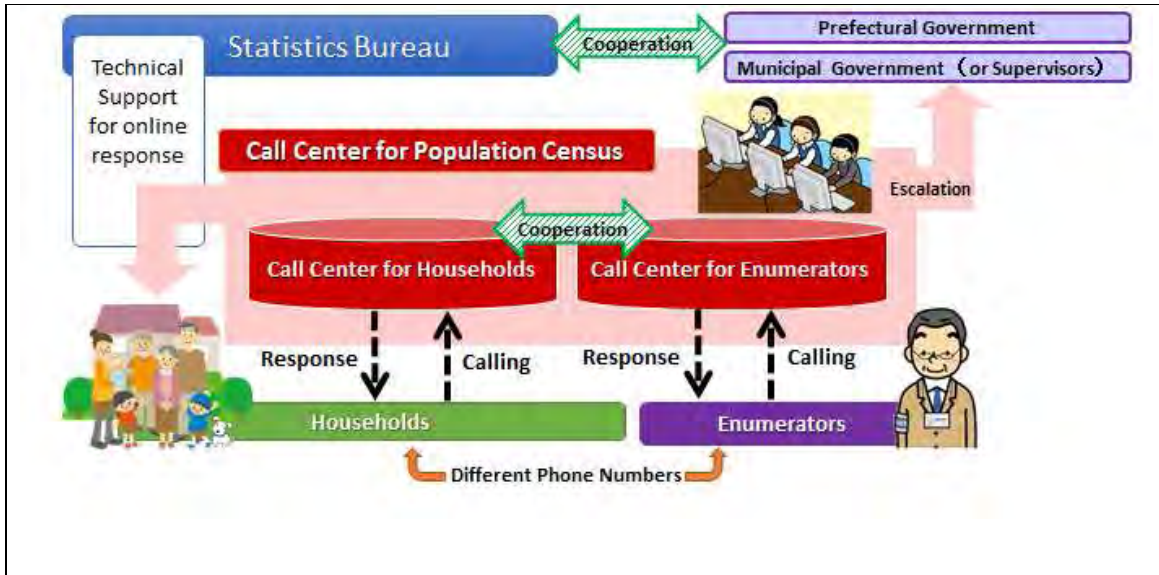 Statistics Bureau
Cooperation
Prefectural Government
Municipal Government (or Supervisors)
Technical
Support
for online
response
Call Center for Population Census
Escalation
Cooperation
Call Center for Households
Call Center for Enumerators
Response
Calling
Response
Calling
Households
Enumerators
Different Phone Numbers